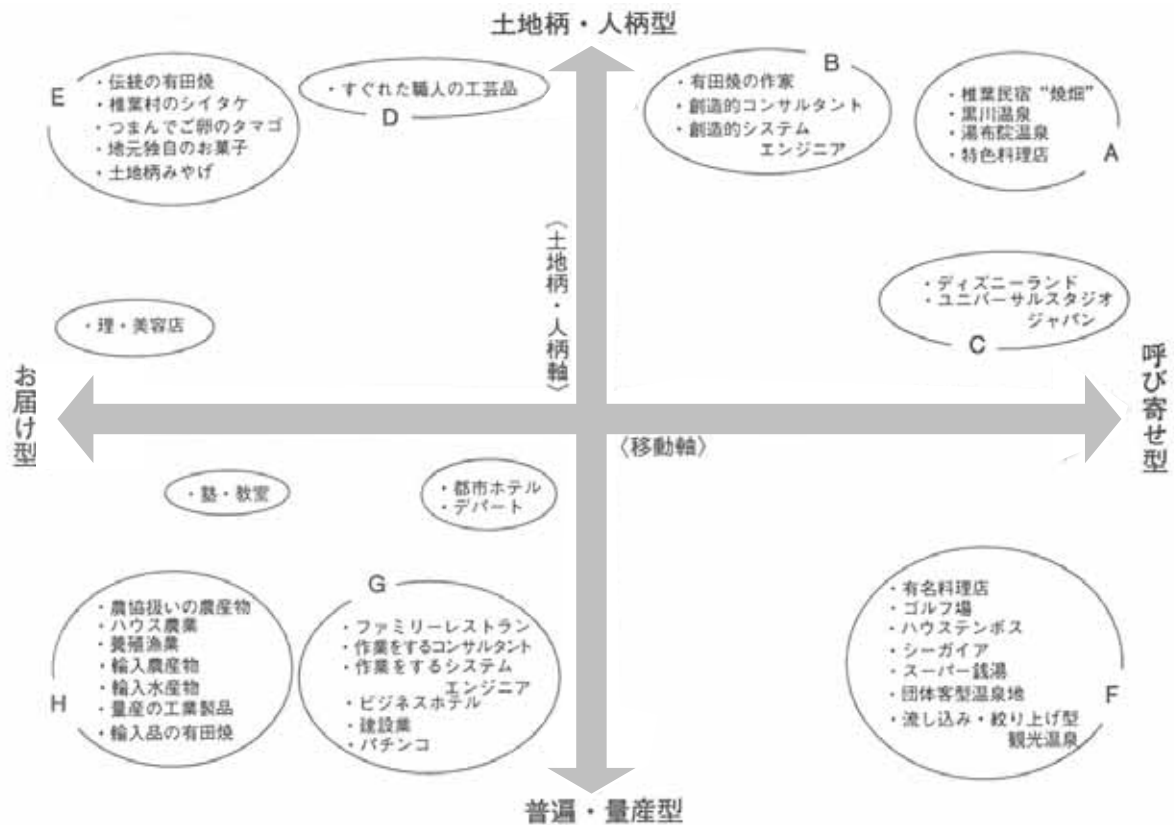 土地柄・人柄型
E
・伝統の有田焼
・椎葉村のシイタケ
・つまんでご卵のタマゴ
・地元独自のお菓子
・土地柄みやげ
・すぐれた職人の工芸品
D
B
・有田焼の作家
・創造的コンサルタント
・創造的システム
エンジニア
・椎葉民宿“焼畑”
・黒川温泉
・湯布院温泉
・特色料理店
A
〈土地柄・人柄軸〉
・ディズニーランド
・ユニバーサルスタジオ
ジャパン
C
・理・美容店
お届け型
呼び寄せ型
〈移動軸〉
・塾・教室
・都市ホテル
・デパート
H
・農協扱いの農産物
・ハウス農業
・養殖漁業
・輸入農産物
・輸入水産物
・量産の工業製品
・輸入品の有田焼
G
・ファミリーレストラン
・作業をするコンサルタント
・作業をするシステム
エンジニア
・ビジネスホテル
・建設業
・パチンコ
・有名料理店
・ゴルフ場
・ハウステンボス
・シーガイア
・スーパー銭湯
・団体客型温泉地
・流し込み・絞り上げ型
観光温泉
F
普遍・量産型